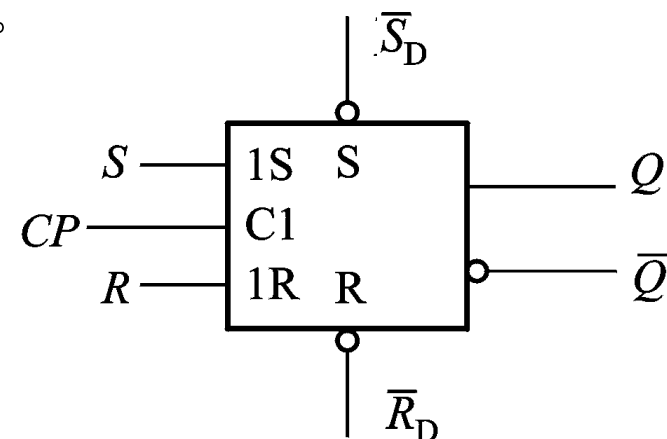 。
S̅D
S 1S S Q
CP C1
R 1R R Q̅
R̅D